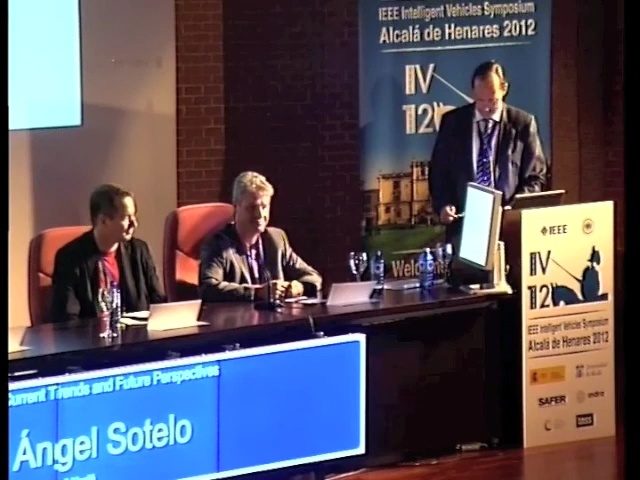 IEEE Intelligent Vehicles Symposium
Alcalá de Henares 2012
IV
12
Welcome
IEEE
IV
12
IEEE Intelligent Vehicles Symposium
Alcalá de Henares 2012
SAFER
Current Trends and Future Perspectives
Ángel Sotelo